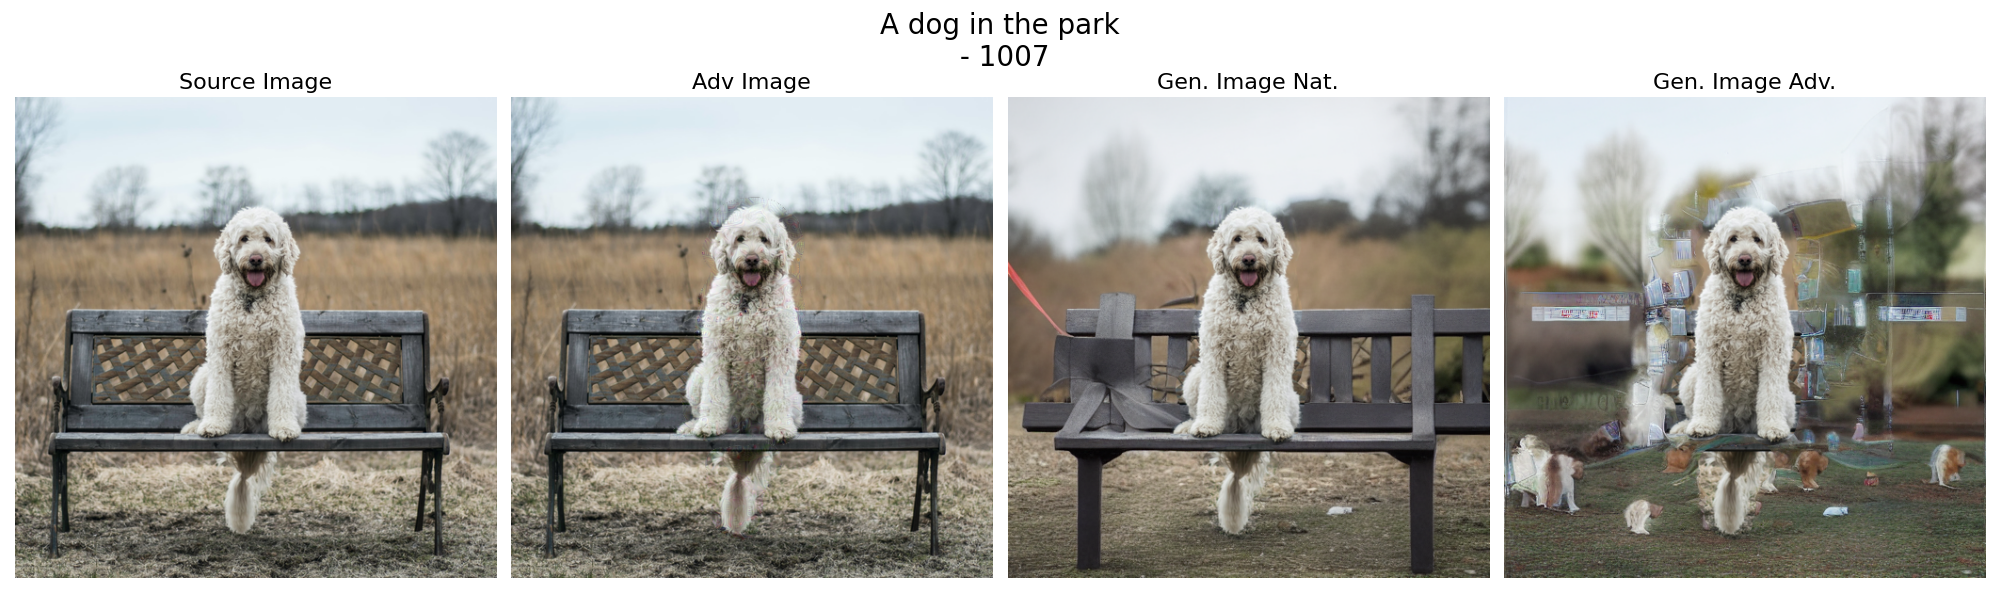 A dog in the park
- 1007
Source Image
Adv Image
Gen. Image Nat.
Gen. Image Adv.